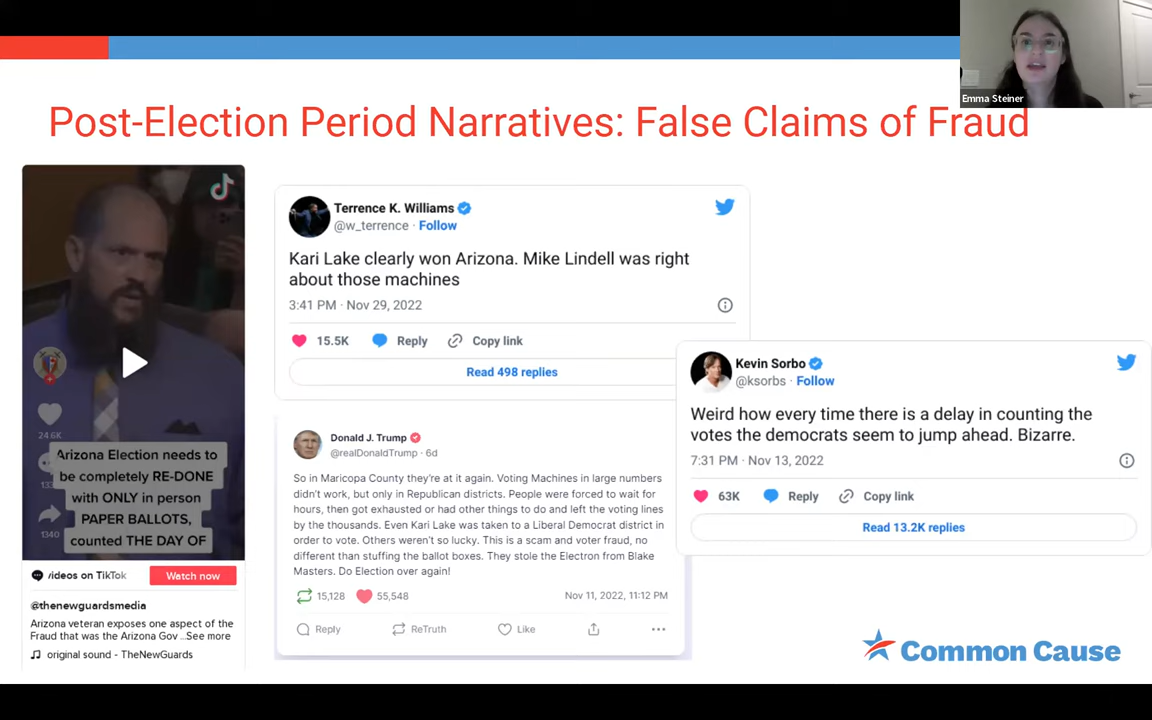 Emma Steiner
Post-Election Period Narratives: False Claims of Fraud
24.6K
Arizona Election needs to
be completely RE-DONE
with ONLY in person
PAPER BALLOTS,
counted THE DAY OF
1340
videos on TikTok
Watch now
@thenewguardsmedia
Arizona veteran exposes one aspect of the
Fraud that was the Arizona Gov ...See more
original sound - TheNewGuards
Terrence K. Williams
@w_terrence · Follow
Kari Lake clearly won Arizona. Mike Lindell was right
about those machines
3:41 PM · Nov 29, 2022
15.5K Reply Copy link
Read 498 replies
Donald J. Trump
@realDonaldTrump · 6d
So in Maricopa County they're at it again. Voting Machines in large numbers
didn't work, but only in Republican districts. People were forced to wait for
hours, then got exhausted or had other things to do and left the voting lines
by the thousands. Even Kari Lake was taken to a Liberal Democrat district in
order to vote. Others weren't so lucky. This is a scam and voter fraud, no
different than stuffing the ballot boxes. They stole the Electron from Blake
Masters. Do Election over again!
15,128 55,548 Nov 11, 2022, 11:12 PM
Reply ReTruth Like
Kevin Sorbo
@ksorbs · Follow
Weird how every time there is a delay in counting the
votes the democrats seem to jump ahead. Bizarre.
7:31 PM · Nov 13, 2022
63K Reply Copy link
Read 13.2K replies
Common Cause